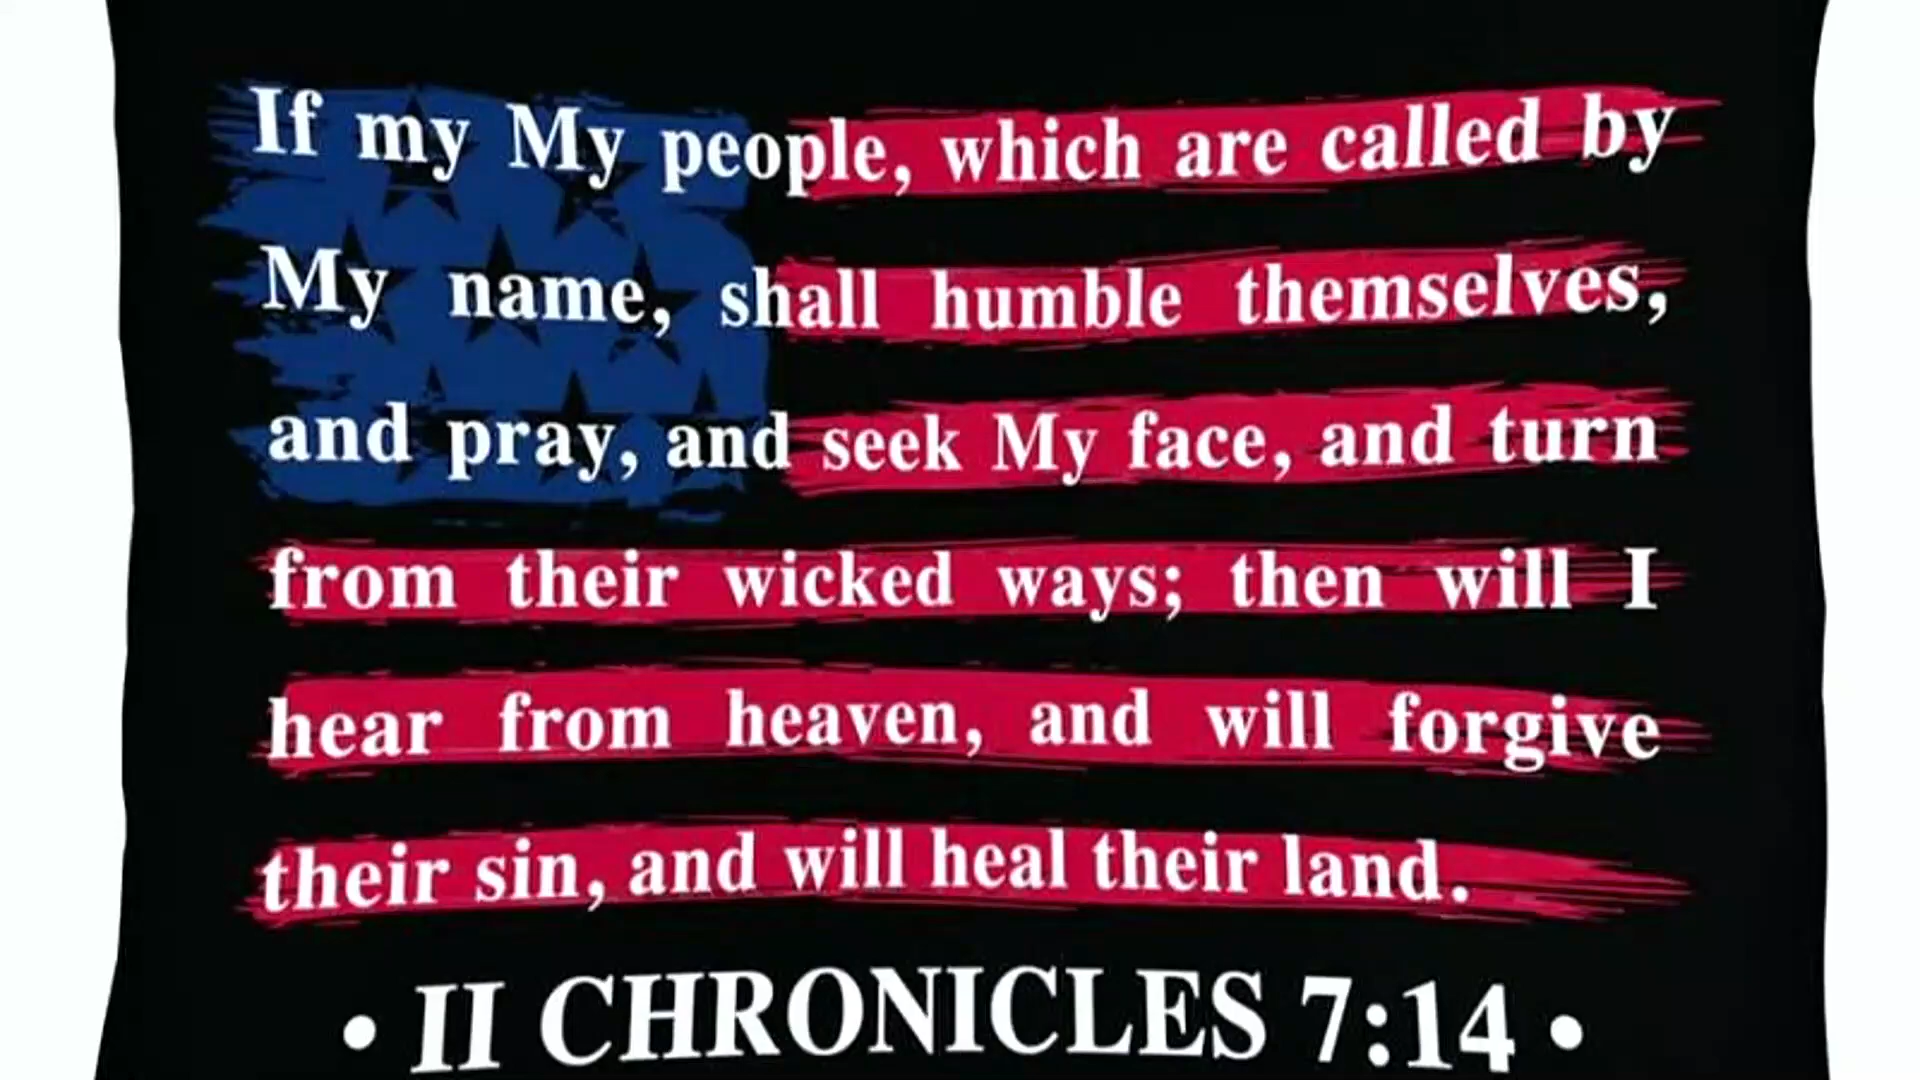 If my My people, which are called by
My name, shall humble themselves,
and pray, and seek My face, and turn
from their wicked ways; then will I
hear from heaven, and will forgive
their sin, and will heal their land.
• II CHRONICLES 7:14 •